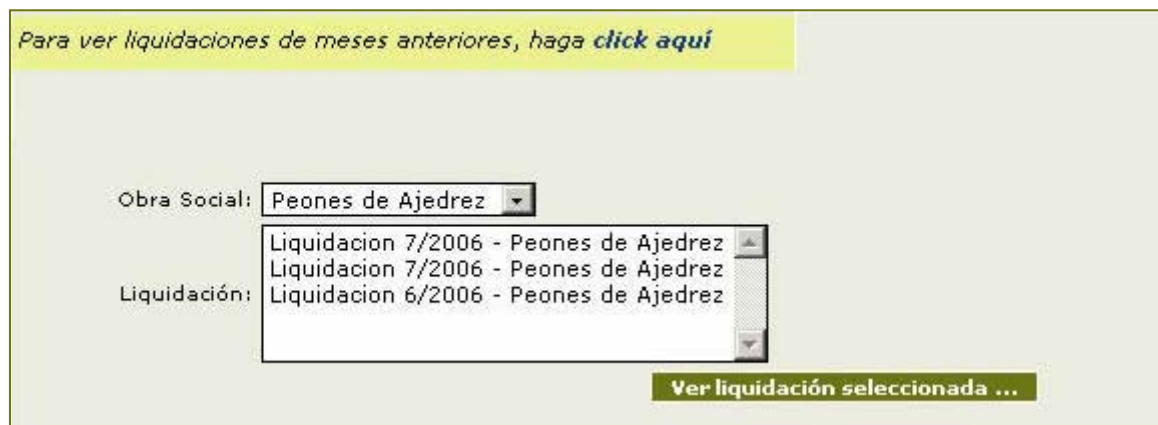 Para ver liquidaciones de meses anteriores, haga click aquí
Obra Social: Peones de Ajedrez
Liquidacion 7/2006 - Peones de Ajedrez
Liquidacion 7/2006 - Peones de Ajedrez
Liquidación: Liquidacion 6/2006 - Peones de Ajedrez
Ver liquidación seleccionada ...